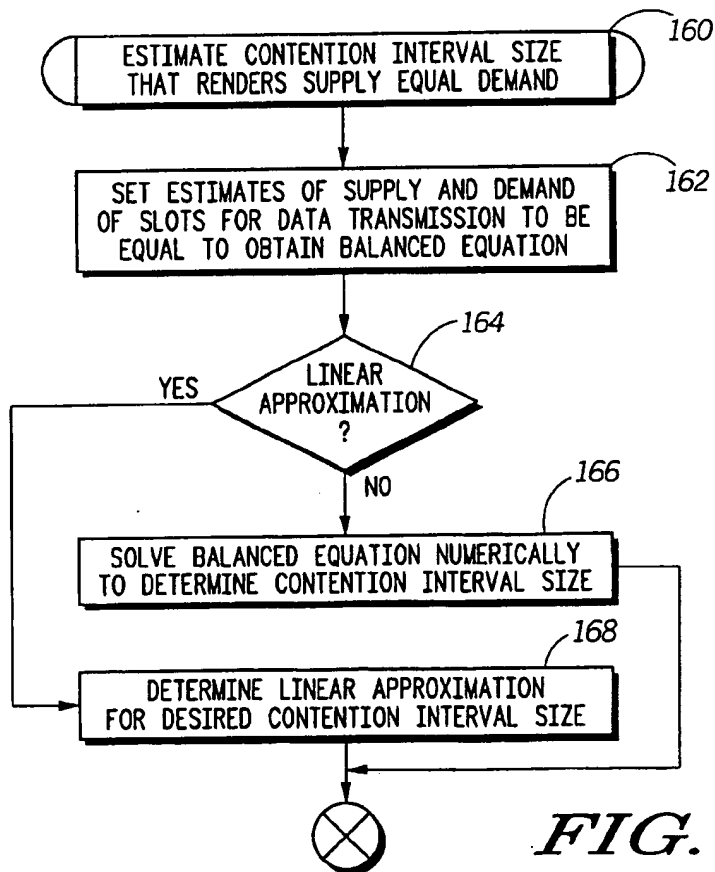 160
ESTIMATE CONTENTION INTERVAL SIZE
THAT RENDERS SUPPLY EQUAL DEMAND
162
SET ESTIMATES OF SUPPLY AND DEMAND
OF SLOTS FOR DATA TRANSMISSION TO BE
EQUAL TO OBTAIN BALANCED EQUATION
164
YES
LINEAR
APPROXIMATION
?
NO
166
SOLVE BALANCED EQUATION NUMERICALLY
TO DETERMINE CONTENTION INTERVAL SIZE
168
DETERMINE LINEAR APPROXIMATION
FOR DESIRED CONTENTION INTERVAL SIZE
FIG.